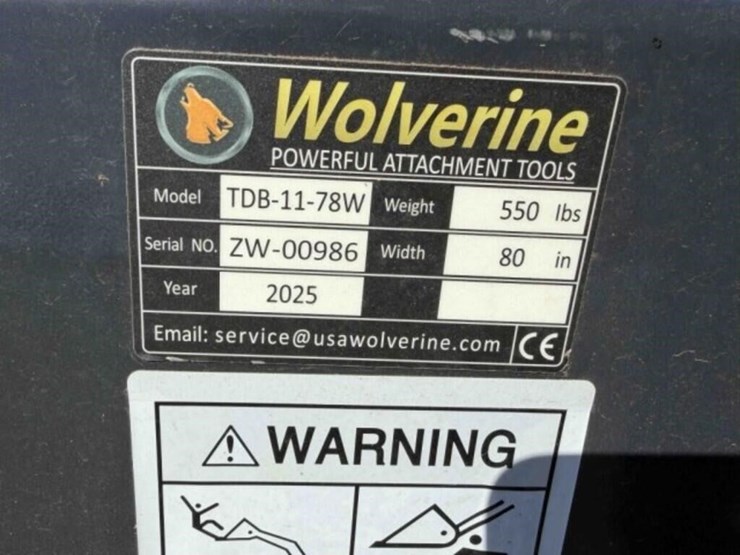 Wolverine
POWERFUL ATTACHMENT TOOLS
Model TDB-11-78W Weight 550 lbs
Serial NO. ZW-00986 Width 80 in
Year 2025
Email: service@usawolverine.com CE
WARNING